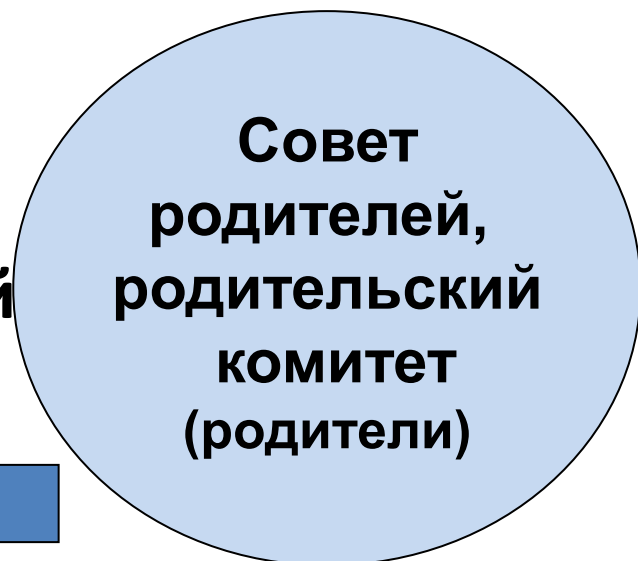 Совет
родителей,
родительский
комитет
(родители)